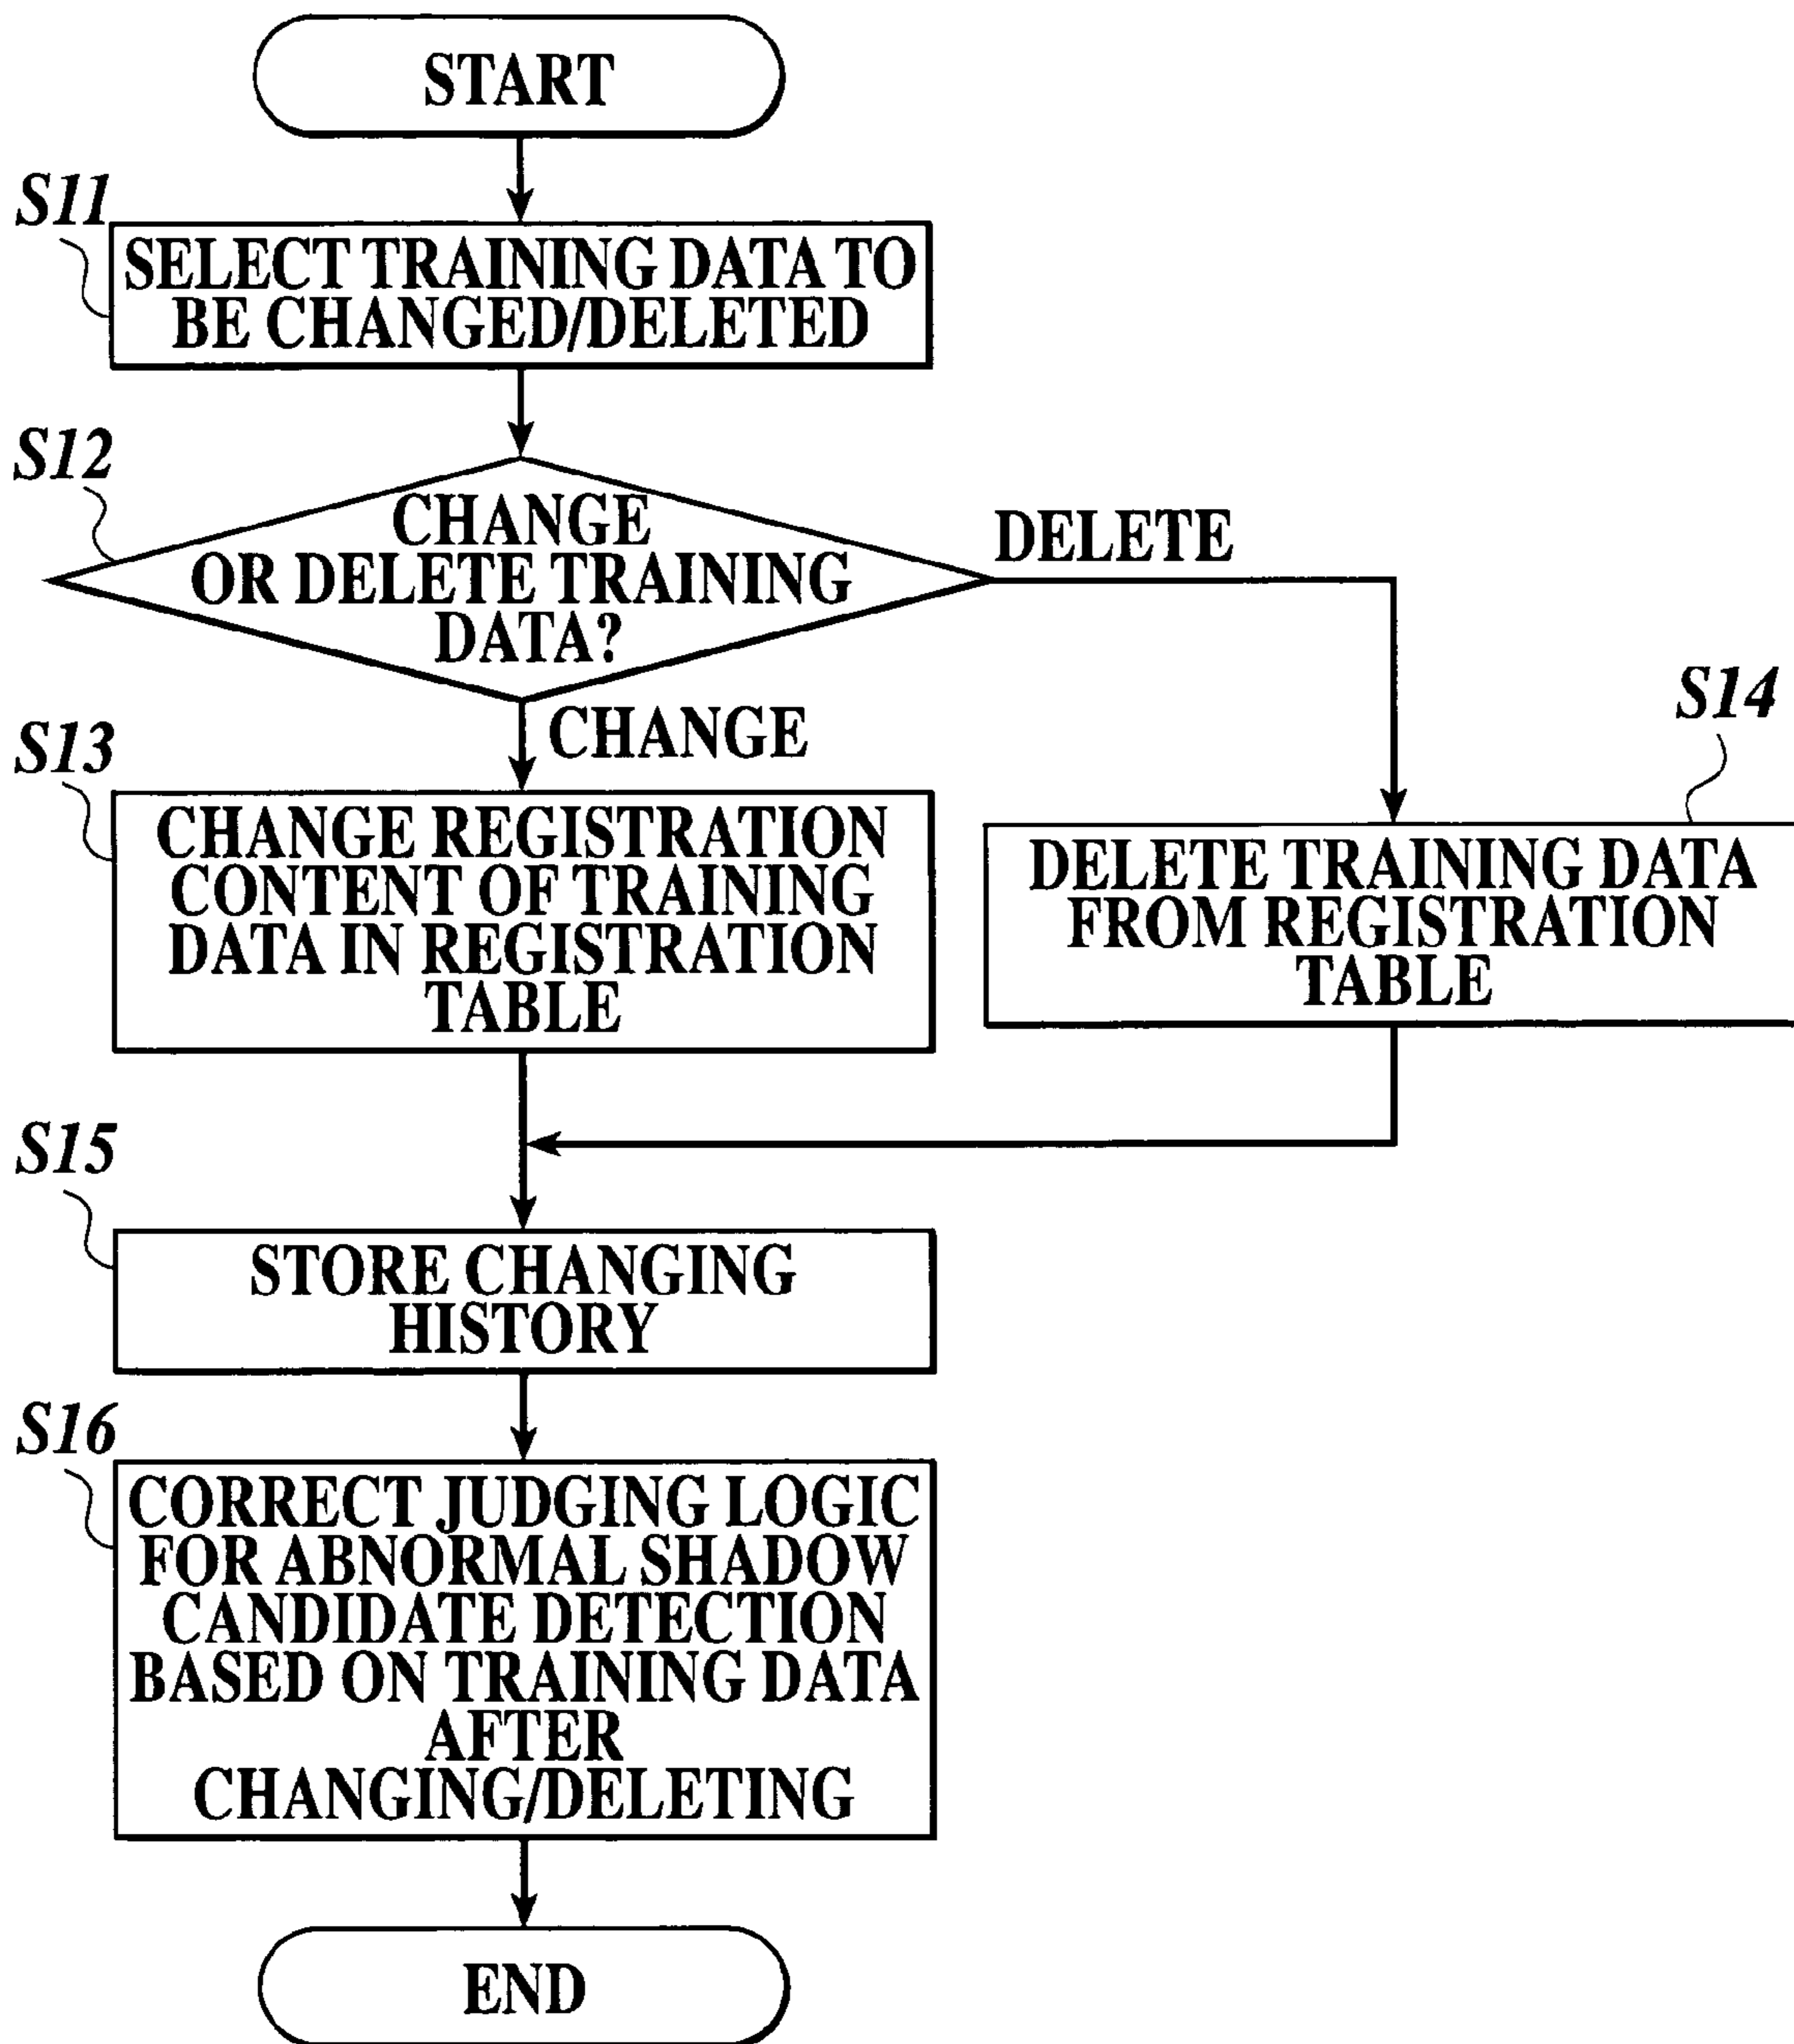 START
S11
SELECT TRAINING DATA TO
BE CHANGED/DELETED
S12
CHANGE
OR DELETE TRAINING
DATA?
DELETE
CHANGE
S13
CHANGE REGISTRATION
CONTENT OF TRAINING
DATA IN REGISTRATION
TABLE
S14
DELETE TRAINING DATA
FROM REGISTRATION
TABLE
S15
STORE CHANGING
HISTORY
S16
CORRECT JUDGING LOGIC
FOR ABNORMAL SHADOW
CANDIDATE DETECTION
BASED ON TRAINING DATA
AFTER
CHANGING/DELETING
END